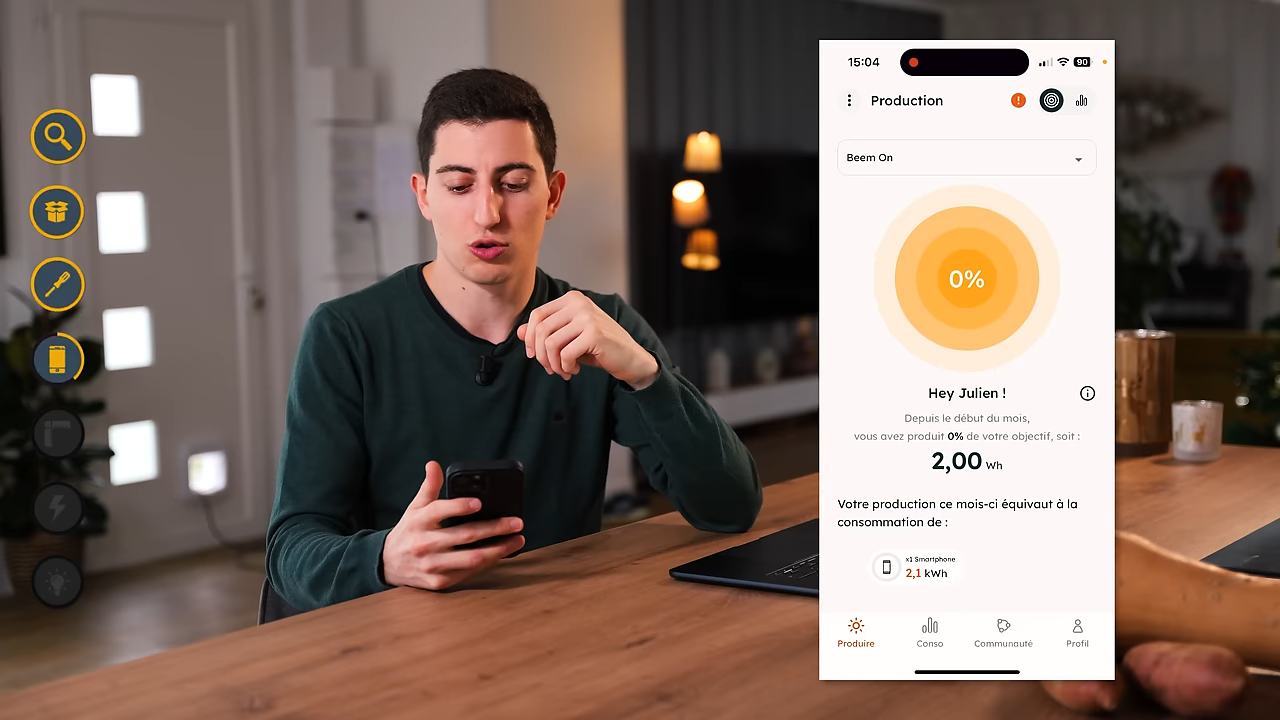 15:04
90
Production
Beem On
0%
Hey Julien !
Depuis le début du mois,
vous avez produit 0% de votre objectif, soit :
2,00 Wh
Votre production ce mois-ci équivaut à la
consommation de :
x1 Smartphone
2,1 kWh
Produire
Conso
Communauté
Profil